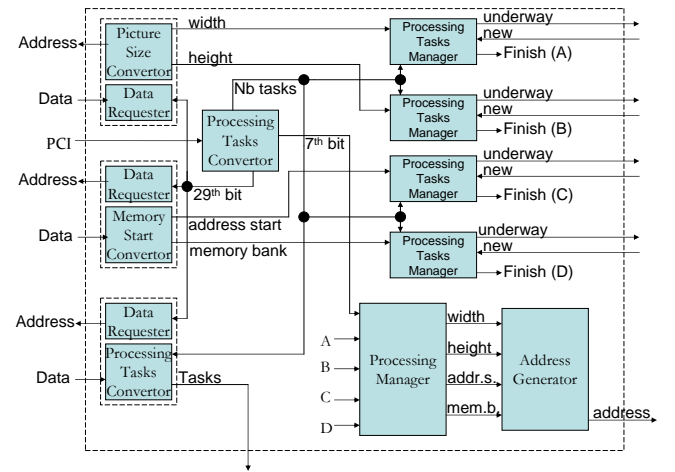 Address
Data
PCI
Address
Data
Address
Data
Picture
Size
Convertor
Data
Requester
width
height
Nb tasks
Processing
Tasks
Convertor
7th bit
29th bit
Data
Requester
Memory
Start
Convertor
address start
memory bank
Data
Requester
Processing
Tasks
Convertor
Tasks
Processing
Tasks
Manager
underway
new
Finish (A)
Processing
Tasks
Manager
underway
new
Finish (B)
Processing
Tasks
Manager
underway
new
Finish (C)
Processing
Tasks
Manager
underway
new
Finish (D)
A
B
C
D
Processing
Manager
width
height
addr.s.
mem.b.
Address
Generator
address